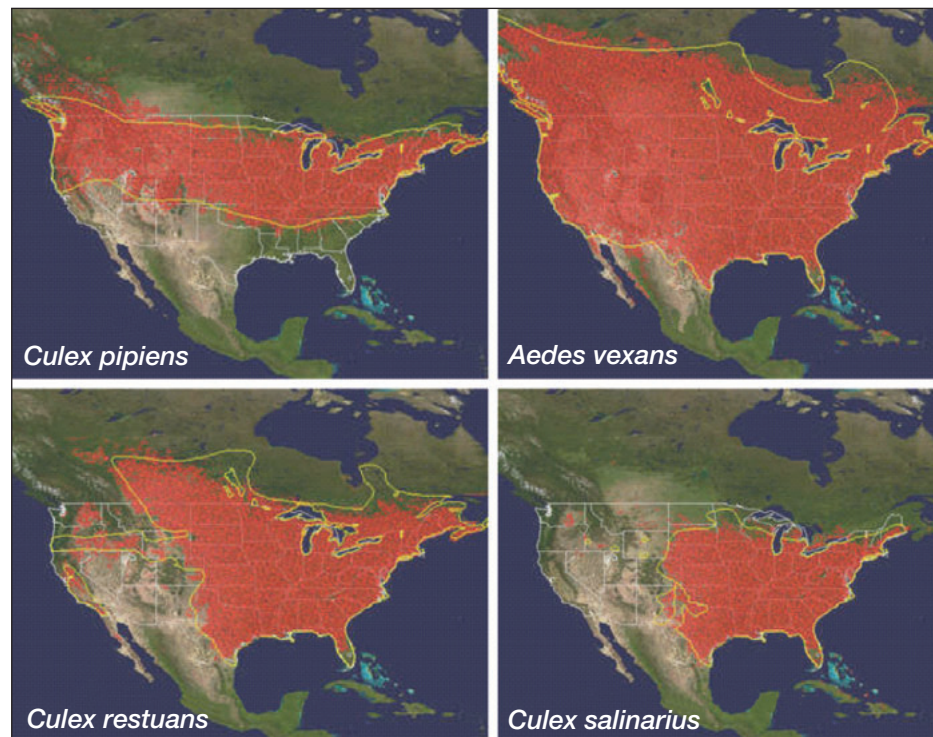 Culex pipiens
Aedes vexans
Culex restuans
Culex salinarius